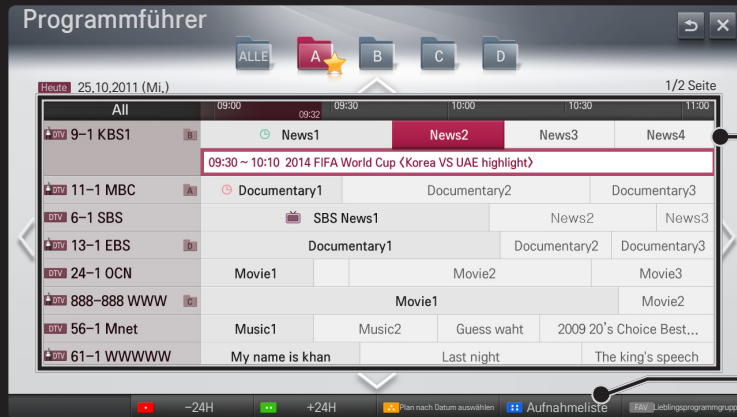 Programmführer
ALLE A B C D
Heute 25.10.2011 (Mi.) 1/2 Seite
All 09:00 09:32 09:30 10:00 10:30 11:00
DTV 9-1 KBS1 B News1 News2 News3 News4
09:30 ~ 10:10 2014 FIFA World Cup 〈Korea VS UAE highlight〉
DTV 11-1 MBC A Documentary1 Documentary2 Documentary3
DTV 6-1 SBS SBS News1 News2 News3
DTV 13-1 EBS D Documentary1 Documentary2 Documentary3
DTV 24-1 OCN Movie1 Movie2 Movie3
DTV 888-888 WWW C Movie1 Movie2
DTV 56-1 Mnet Music1 Music2 Guess waht 2009 20's Choice Best...
DTV 61-1 WWWWW My name is khan Last night The king's speech
-24H +24H Plan nach Datum auswählen Aufnahmeliste FAV Lieblingsprogrammgrupp